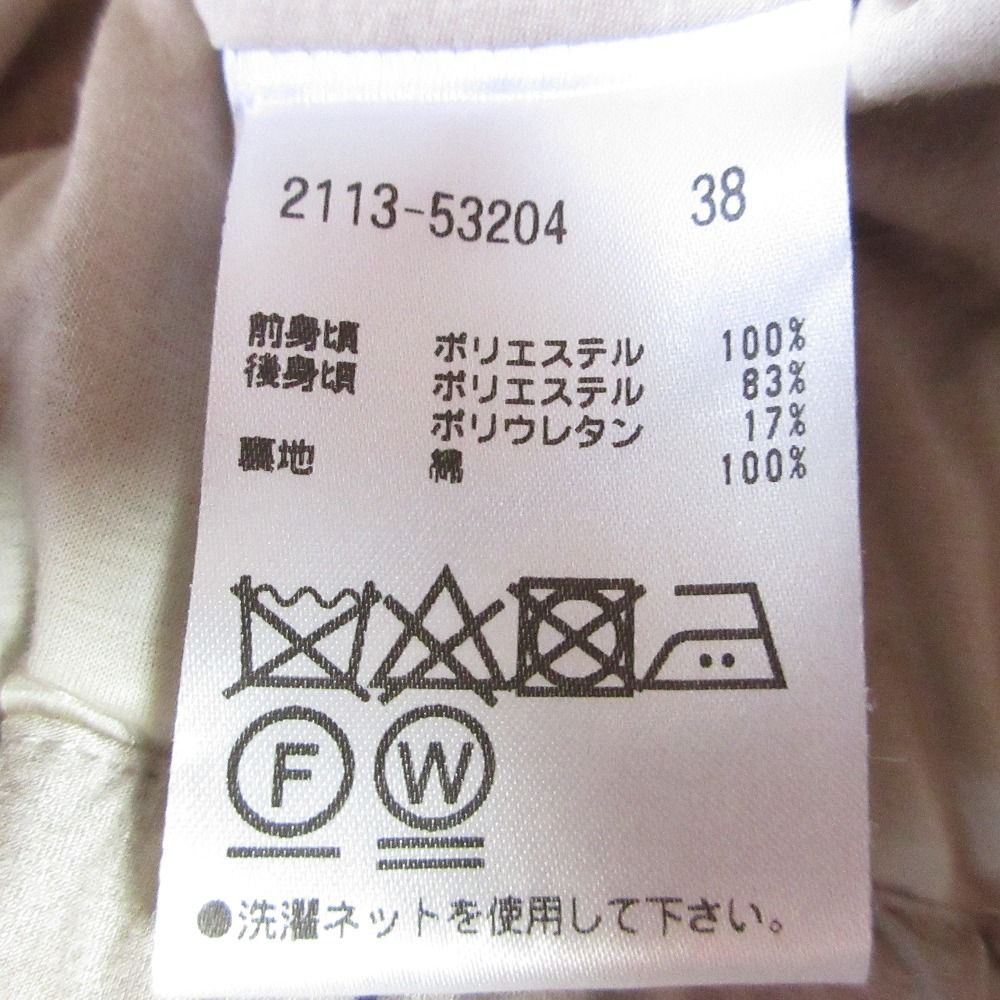 2113-53204 38
前身頃 ポリエステル 100%
後身頃 ポリエステル 83%
ポリウレタン 17%
裏地 綿 100%
F W
●洗濯ネットを使用して下さい。